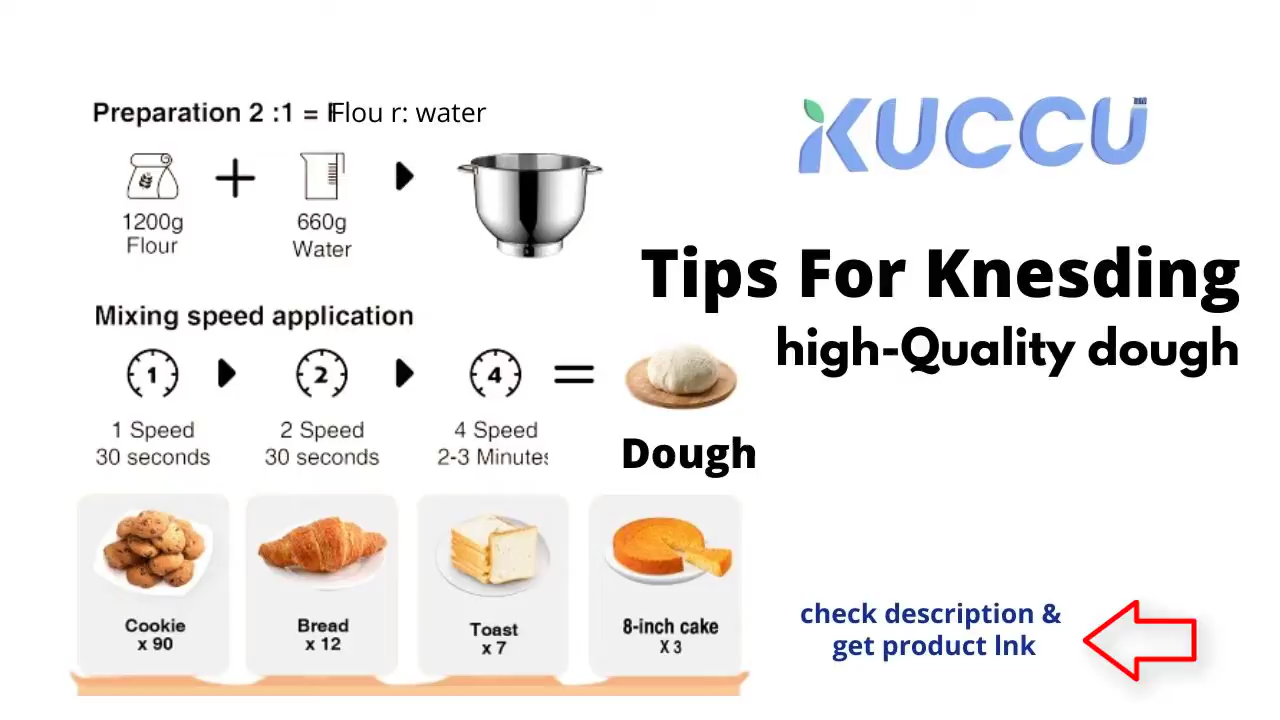 Preparation 2 :1 = Flou r: water
1200g
Flour
660g
Water
Mixing speed application
1
2
4
1 Speed
30 seconds
2 Speed
30 seconds
4 Speed
2-3 Minutes
Dough
Cookie
x 90
Bread
x 12
Toast
x 7
8-inch cake
X 3
KUCCU
Tips For Knesding
high-Quality dough
check description &
get product lnk